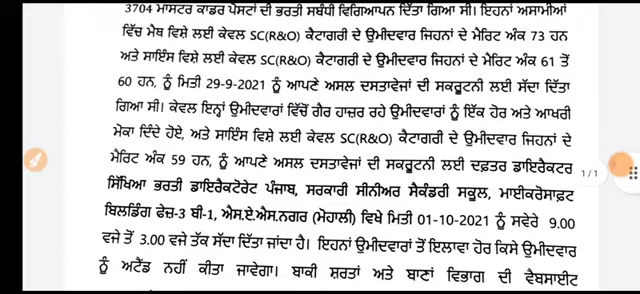 3704 ਮਾਸਟਰ ਕਾਡਰ ਪੋਸਟਾਂ ਦੀ ਭਰਤੀ ਸਬੰਧੀ ਵਿਗਿਆਪਨ ਦਿੱਤਾ ਗਿਆ ਸੀ। ਇਹਨਾਂ ਅਸਾਮੀਆਂ
ਵਿੱਚ ਮੈਥ ਵਿਸ਼ੇ ਲਈ ਕੇਵਲ SC(R&O) ਕੈਟਾਗਰੀ ਦੇ ਉਮੀਦਵਾਰ ਜਿਹਨਾਂ ਦੇ ਮੈਰਿਟ ਅੰਕ 73 ਹਨ
ਅਤੇ ਸਾਇੰਸ ਵਿਸ਼ੇ ਲਈ ਕੇਵਲ SC(R&O) ਕੈਟਾਗਰੀ ਦੇ ਉਮੀਦਵਾਰ ਜਿਹਨਾਂ ਦੇ ਮੈਰਿਟ ਅੰਕ 61 ਤੋਂ
60 ਹਨ, ਨੂੰ ਮਿਤੀ 29-9-2021 ਨੂੰ ਆਪਣੇ ਅਸਲ ਦਸਤਾਵੇਜਾਂ ਦੀ ਸਕਰੂਟਨੀ ਲਈ ਸੱਦਾ ਦਿੱਤਾ
ਗਿਆ ਸੀ। ਕੇਵਲ ਇਨ੍ਹਾਂ ਉਮੀਦਵਾਰਾਂ ਵਿੱਚੋਂ ਗੈਰ ਹਾਜ਼ਰ ਰਹੇ ਉਮੀਦਵਾਰਾਂ ਨੂੰ ਇੱਕ ਹੋਰ ਅਤੇ ਆਖਰੀ
ਮੋਕਾ ਦਿੰਦੇ ਹੋਏ, ਅਤੇ ਸਾਇੰਸ ਵਿਸ਼ੇ ਲਈ ਕੇਵਲ SC(R&O) ਕੈਟਾਗਰੀ ਦੇ ਉਮੀਦਵਾਰ ਜਿਹਨਾਂ ਦੇ
ਮੈਰਿਟ ਅੰਕ 59 ਹਨ, ਨੂੰ ਆਪਣੇ ਅਸਲ ਦਸਤਾਵੇਜਾਂ ਦੀ ਸਕਰੂਟਨੀ ਲਈ ਦਫ਼ਤਰ ਡਾਇਰੈਕਟਰ
1/1
ਸਿੱਖਿਆ ਭਰਤੀ ਡਾਇਰੈਕਟੋਰੇਟ ਪੰਜਾਬ, ਸਰਕਾਰੀ ਸੀਨੀਅਰ ਸੈਕੰਡਰੀ ਸਕੂਲ, ਮਾਈਕਰੋਸਾਫ਼ਟ
ਬਿਲਡਿੰਗ ਫੇਜ਼-3 ਬੀ-1, ਐਸ.ਏ.ਐਸ.ਨਗਰ (ਮੋਹਾਲੀ) ਵਿਖੇ ਮਿਤੀ 01-10-2021 ਨੂੰ ਸਵੇਰੇ 9.00
ਵਜੇ ਤੋਂ 3.00 ਵਜੇ ਤੱਕ ਸੱਦਾ ਦਿੱਤਾ ਜਾਂਦਾ ਹੈ। ਇਹਨਾਂ ਉਮੀਦਵਾਰਾਂ ਤੋਂ ਇਲਾਵਾ ਹੋਰ ਕਿਸੇ ਉਮੀਦਵਾਰ
ਨੂੰ ਅਟੈਂਡ ਨਹੀਂ ਕੀਤਾ ਜਾਵੇਗਾ। ਬਾਕੀ ਸ਼ਰਤਾਂ ਅਤੇ ਬਾਣਾਂ ਵਿਭਾਗ ਦੀ ਵੈਬਸਾਈਟ